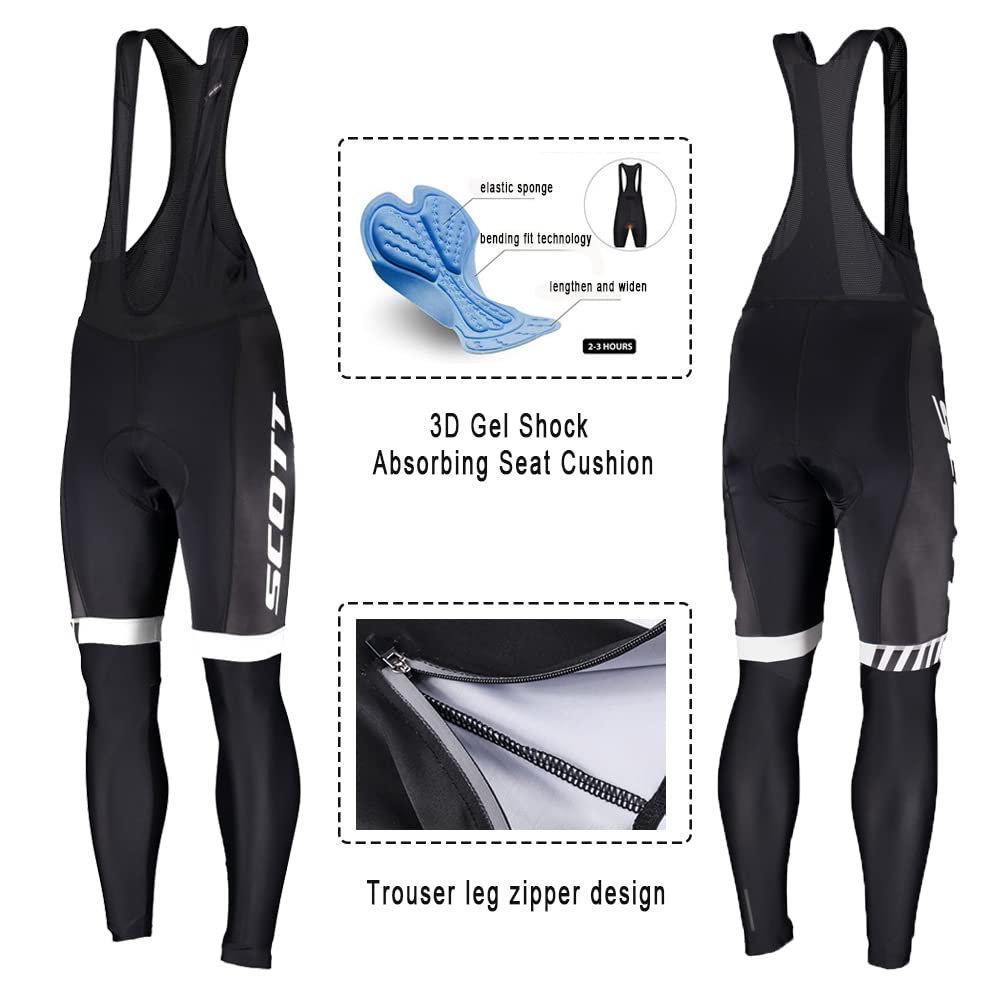 SCOTT
elastic sponge
bending fit technology
lengthen and widen
2-3 HOURS
3D Gel Shock
Absorbing Seat Cushion
Trouser leg zipper design